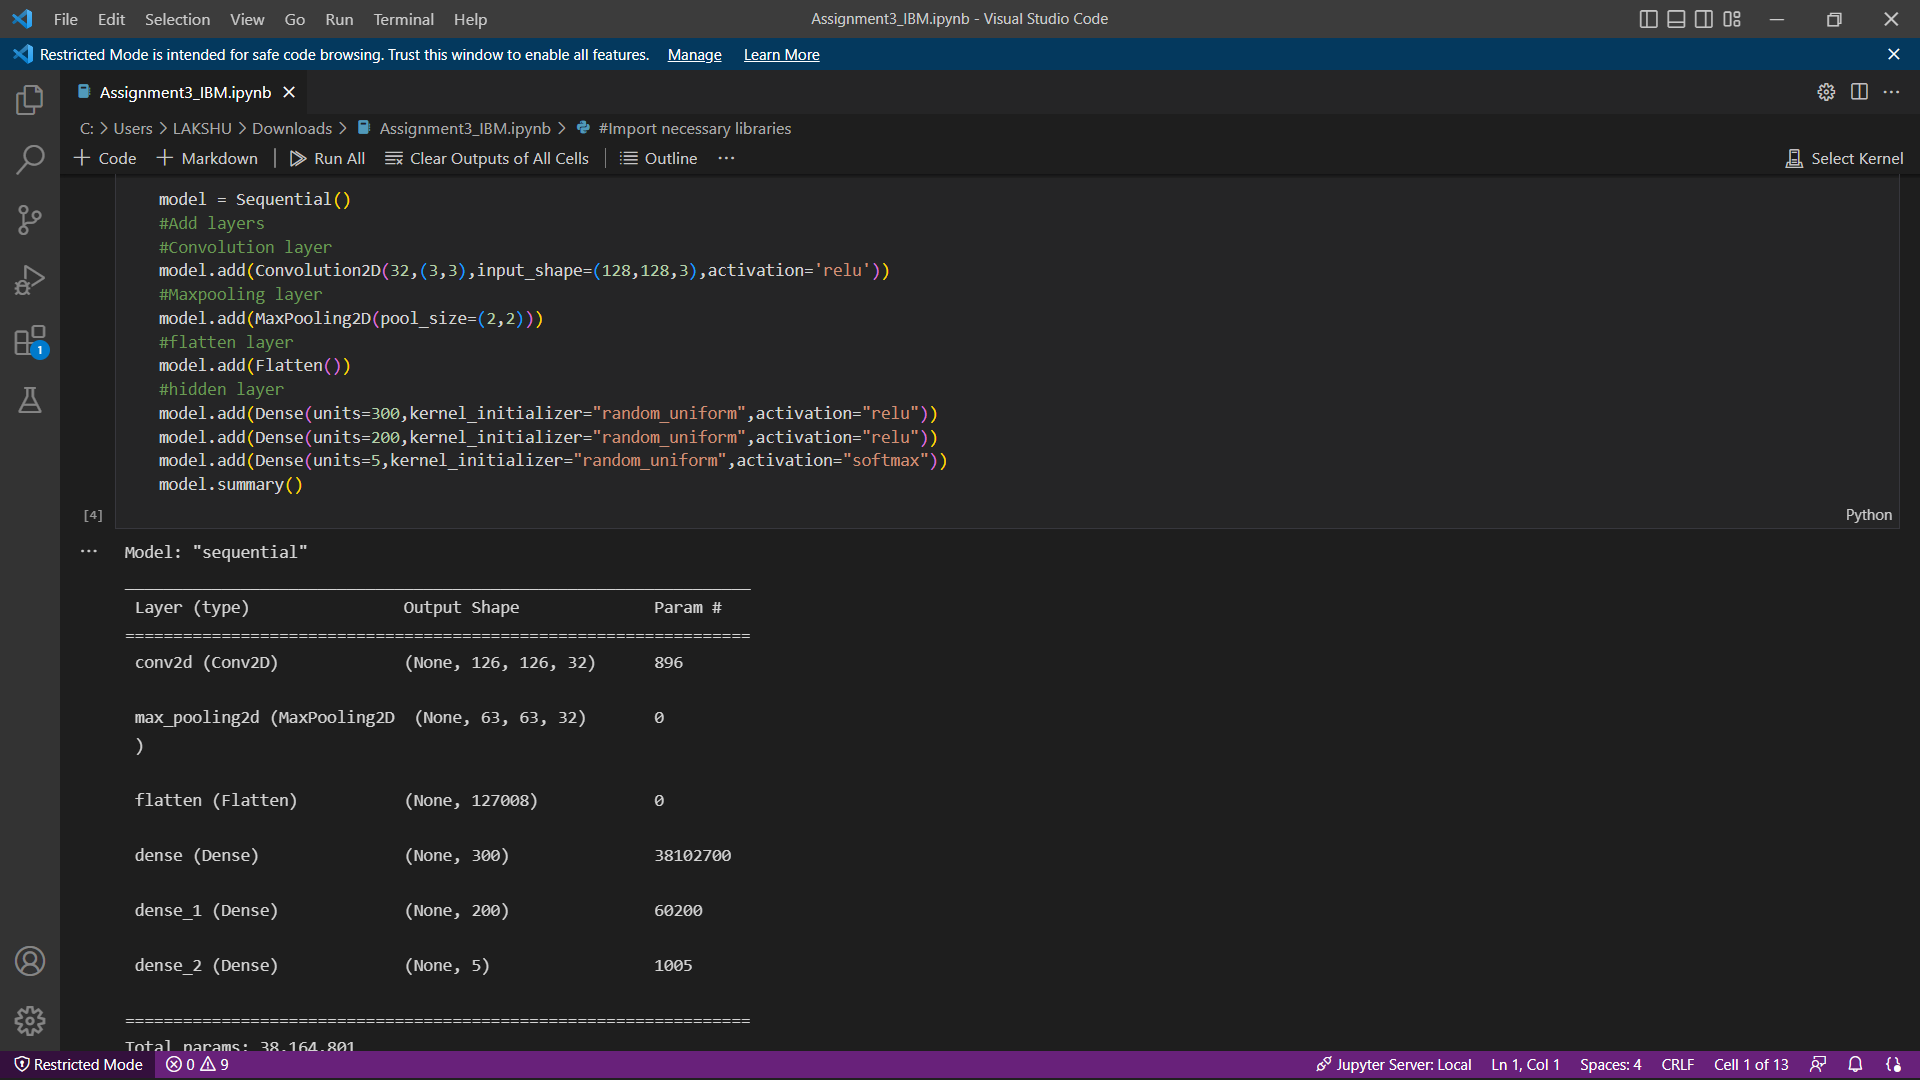 File Edit Selection View Go Run Terminal Help Assignment3_IBM.ipynb - Visual Studio Code
Restricted Mode is intended for safe code browsing. Trust this window to enable all features. Manage Learn More
Assignment3_IBM.ipynb
C: > Users > LAKSHU > Downloads > Assignment3_IBM.ipynb > #Import necessary libraries
+ Code + Markdown | Run All Clear Outputs of All Cells | Outline ... Select Kernel
model = Sequential()
#Add layers
#Convolution layer
model.add(Convolution2D(32,(3,3),input_shape=(128,128,3),activation='relu'))
#Maxpooling layer
model.add(MaxPooling2D(pool_size=(2,2)))
#flatten layer
model.add(Flatten())
#hidden layer
model.add(Dense(units=300,kernel_initializer="random_uniform",activation="relu"))
model.add(Dense(units=200,kernel_initializer="random_uniform",activation="relu"))
model.add(Dense(units=5,kernel_initializer="random_uniform",activation="softmax"))
model.summary()
[4] Python
... Model: "sequential"
_________________________________________________________________
Layer (type) Output Shape Param #
=================================================================
conv2d (Conv2D) (None, 126, 126, 32) 896
max_pooling2d (MaxPooling2D (None, 63, 63, 32) 0
)
flatten (Flatten) (None, 127008) 0
dense (Dense) (None, 300) 38102700
dense_1 (Dense) (None, 200) 60200
dense_2 (Dense) (None, 5) 1005
=================================================================
Total params: 38,164,801
1
Restricted Mode 0 9 Jupyter Server: Local Ln 1, Col 1 Spaces: 4 CRLF Cell 1 of 13